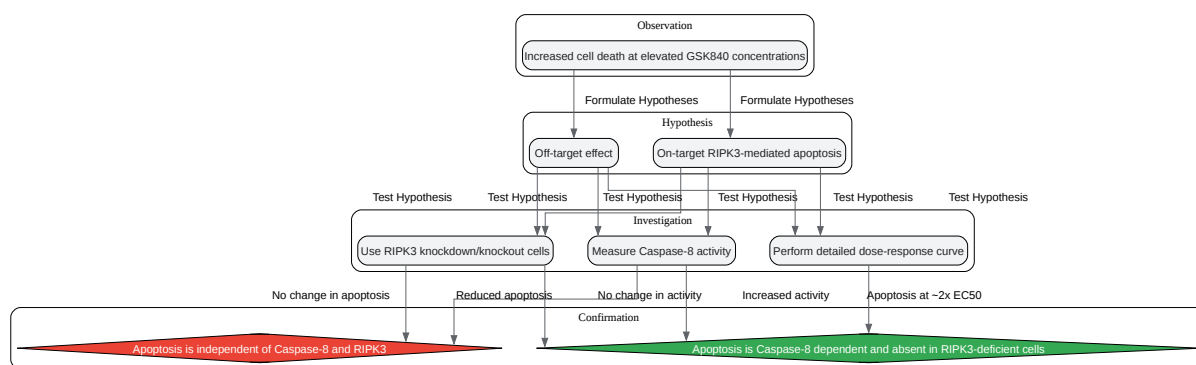 Observation
Increased cell death at elevated GSK840 concentrations
Formulate Hypotheses
Formulate Hypotheses
Hypothesis
Off-target effect
On-target RIPK3-mediated apoptosis
Test Hypothesis
Test Hypothesis
Test Hypothesis
Test Hypothesis
Test Hypothesis
Test Hypothesis
Investigation
Use RIPK3 knockdown/knockout cells
Measure Caspase-8 activity
Perform detailed dose-response curve
No change in apoptosis
Reduced apoptosis
No change in activity
Increased activity
Apoptosis at ~2x EC50
Confirmation
Apoptosis is independent of Caspase-8 and RIPK3
Apoptosis is Caspase-8 dependent and absent in RIPK3-deficient cells